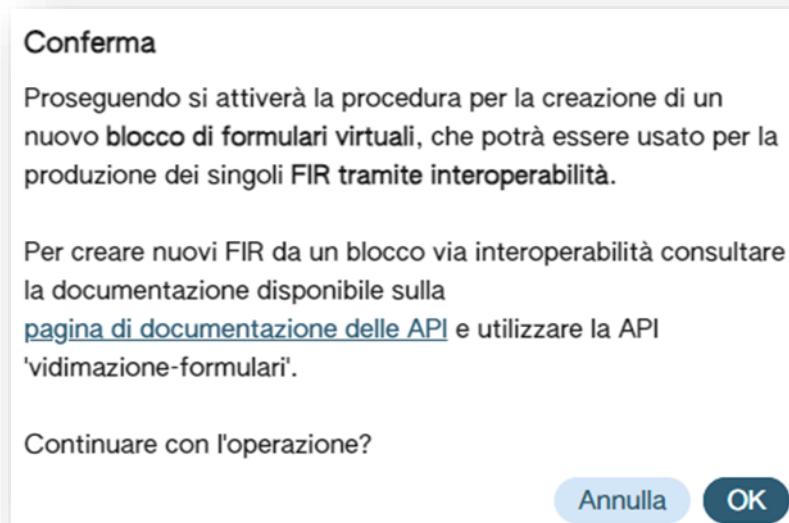 Conferma
Proseguendo si attiverà la procedura per la creazione di un
nuovo blocco di formulari virtuali, che potrà essere usato per la
produzione dei singoli FIR tramite interoperabilità.
Per creare nuovi FIR da un blocco via interoperabilità consultare
la documentazione disponibile sulla
pagina di documentazione delle API e utilizzare la API
'vidimazione-formulari'.
Continuare con l'operazione?
Annulla OK